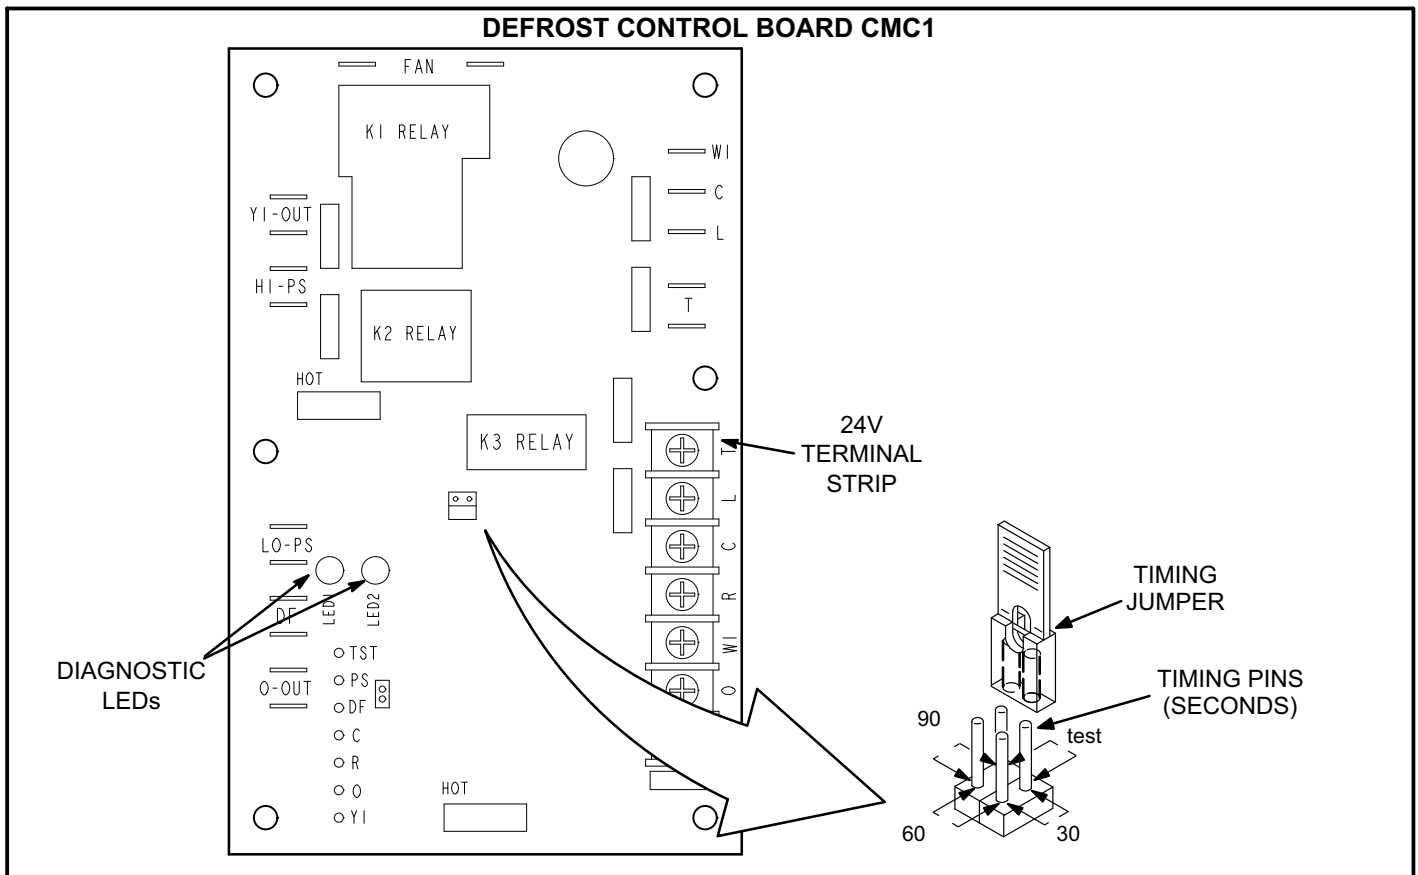 DEFROST CONTROL BOARD CMC1
FAN
K1 RELAY
W1
C
L
Y1-OUT
HI-PS
T
K2 RELAY
HOT
K3 RELAY
24V
TERMINAL
STRIP
T
L
C
R
W1
O
LO-PS
DF
O-OUT
LED1
LED2
DIAGNOSTIC
LEDs
TST
PS
DF
C
R
O
Y1
HOT
TIMING
JUMPER
TIMING PINS
(SECONDS)
90
test
60
30